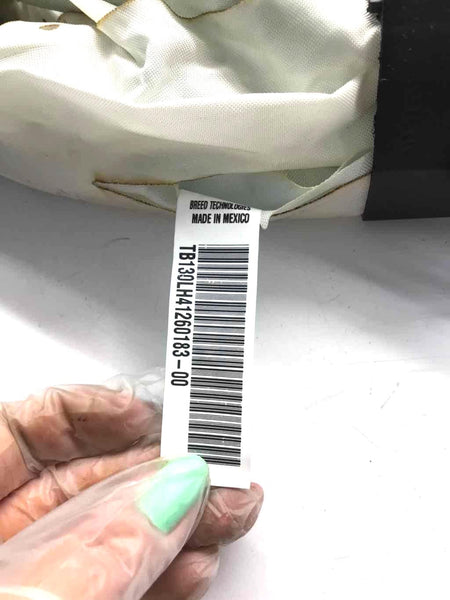 BREED TECHNOLOGIES
MADE IN MEXICO
TB130LH41260183-00